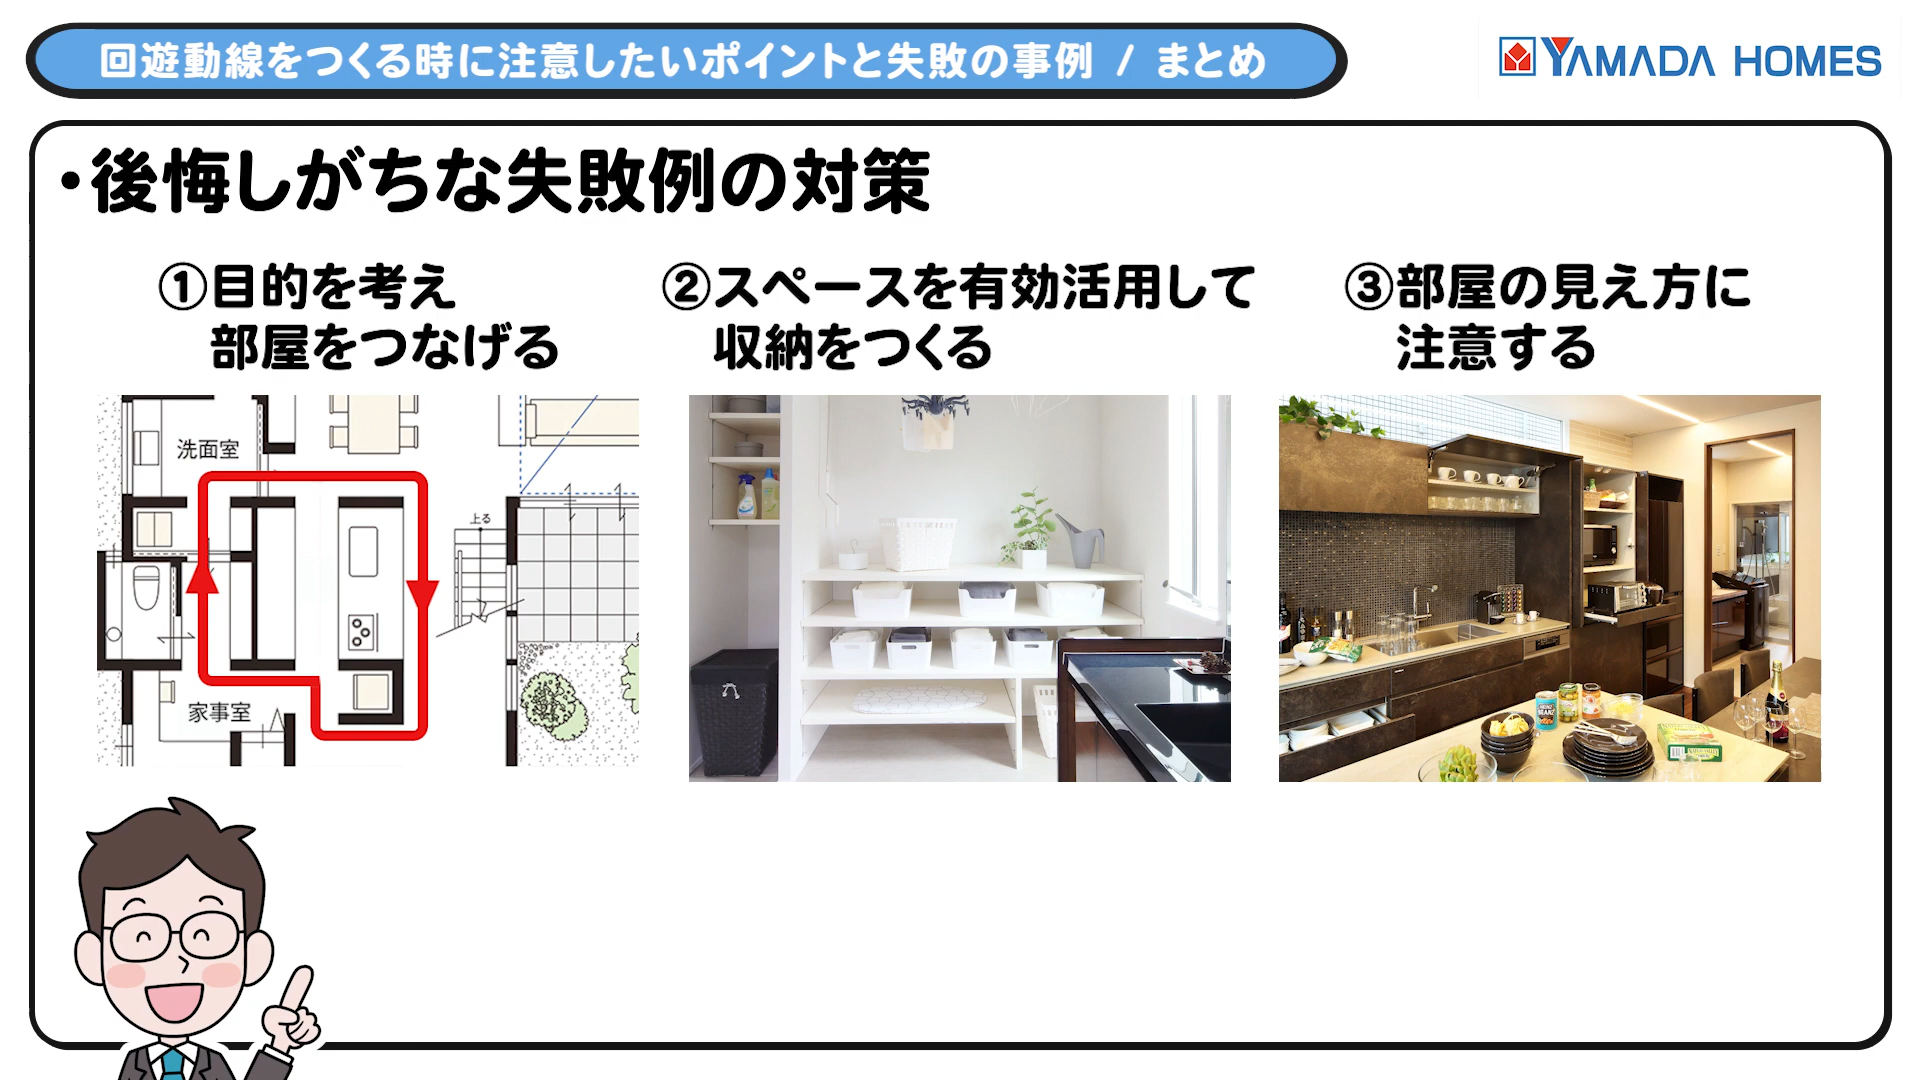 回遊動線をつくる時に注意したいポイントと失敗の事例 / まとめ
YAMADA HOMES
・後悔しがちな失敗例の対策
①目的を考え
部屋をつなげる
②スペースを有効活用して
収納をつくる
③部屋の見え方に
注意する
洗面室
上る
家事室